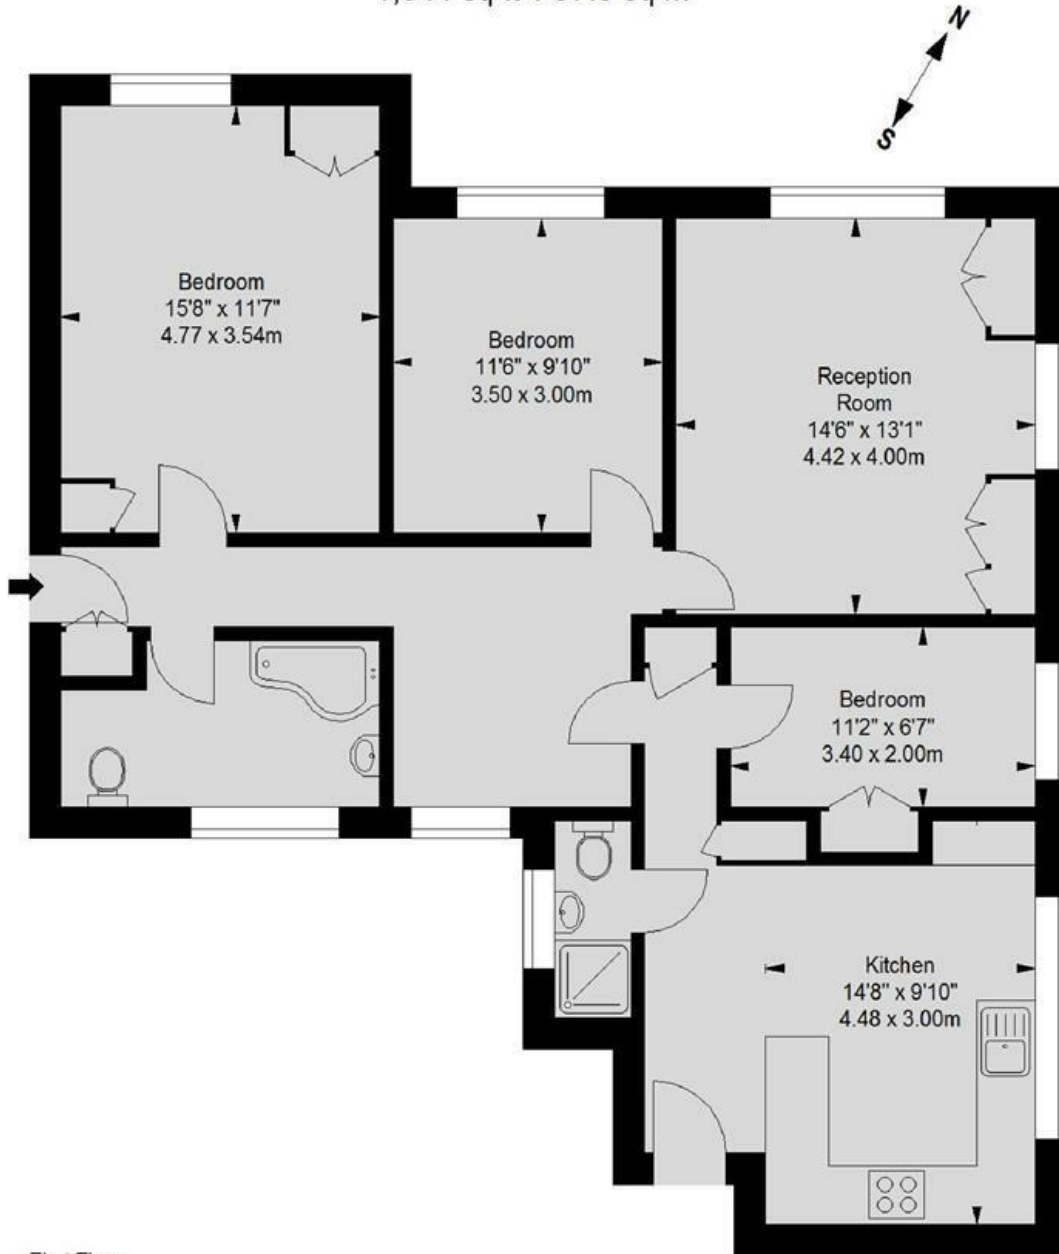 N
S
Bedroom
15'8" x 11'7"
4.77 x 3.54m
Bedroom
11'6" x 9'10"
3.50 x 3.00m
Reception
Room
14'6" x 13'1"
4.42 x 4.00m
Bedroom
11'2" x 6'7"
3.40 x 2.00m
Kitchen
14'8" x 9'10"
4.48 x 3.00m